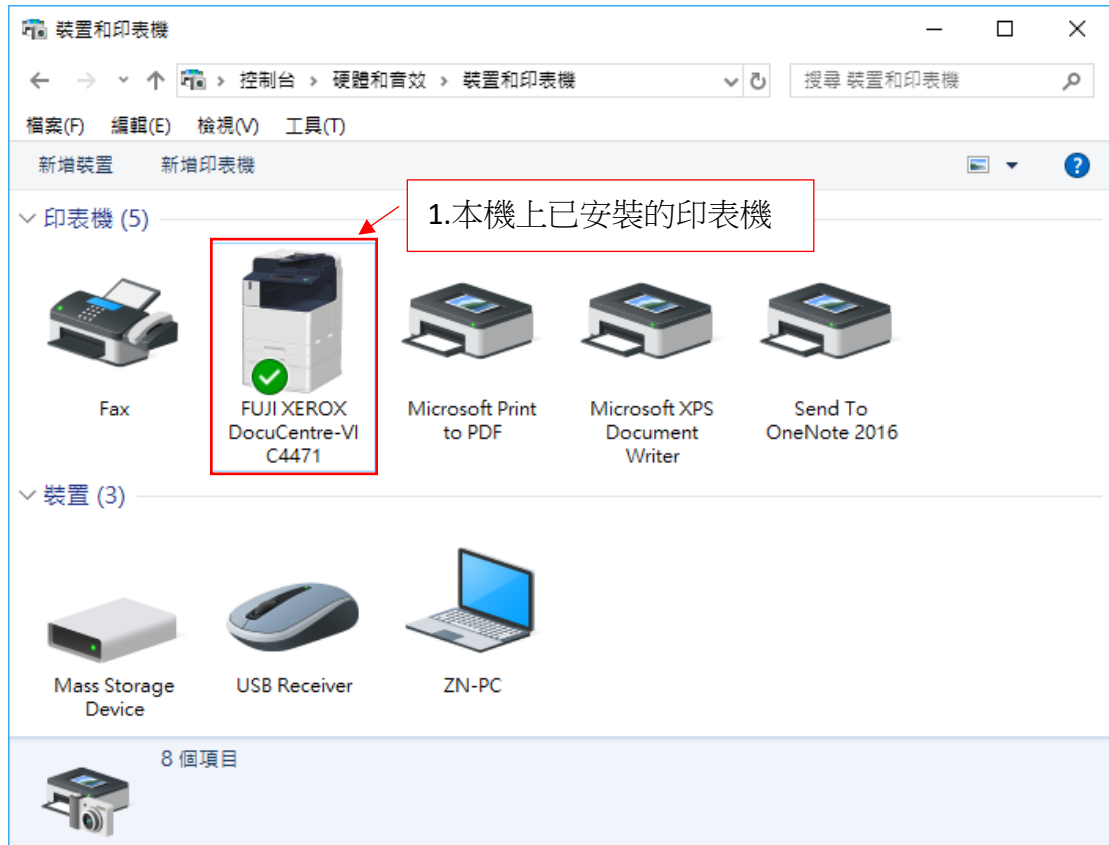 裝置和印表機
控制台 › 硬體和音效 › 裝置和印表機
搜尋 裝置和印表機
檔案(F) 編輯(E) 檢視(V) 工具(T)
新增裝置 新增印表機
?
印表機 (5)
1.本機上已安裝的印表機
Fax
FUJI XEROX
DocuCentre-VI
C4471
Microsoft Print
to PDF
Microsoft XPS
Document
Writer
Send To
OneNote 2016
裝置 (3)
Mass Storage
Device
USB Receiver
ZN-PC
8 個項目